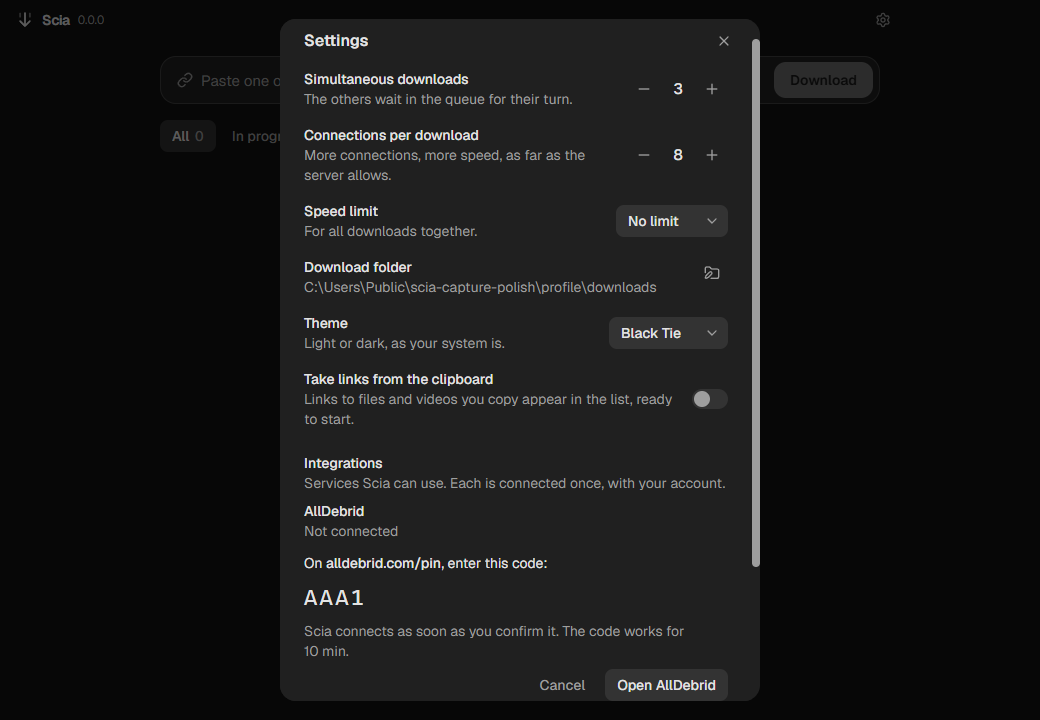 Scia 0.0.0
Settings
Paste one o
Download
All 0
In progr
Simultaneous downloads
The others wait in the queue for their turn.
3
Connections per download
More connections, more speed, as far as the
server allows.
8
Speed limit
For all downloads together.
No limit
Download folder
C:\Users\Public\scia-capture-polish\profile\downloads
Theme
Light or dark, as your system is.
Black Tie
Take links from the clipboard
Links to files and videos you copy appear in the list, ready
to start.
Integrations
Services Scia can use. Each is connected once, with your account.
AllDebrid
Not connected
On alldebrid.com/pin, enter this code:
AAA1
Scia connects as soon as you confirm it. The code works for
10 min.
Cancel
Open AllDebrid